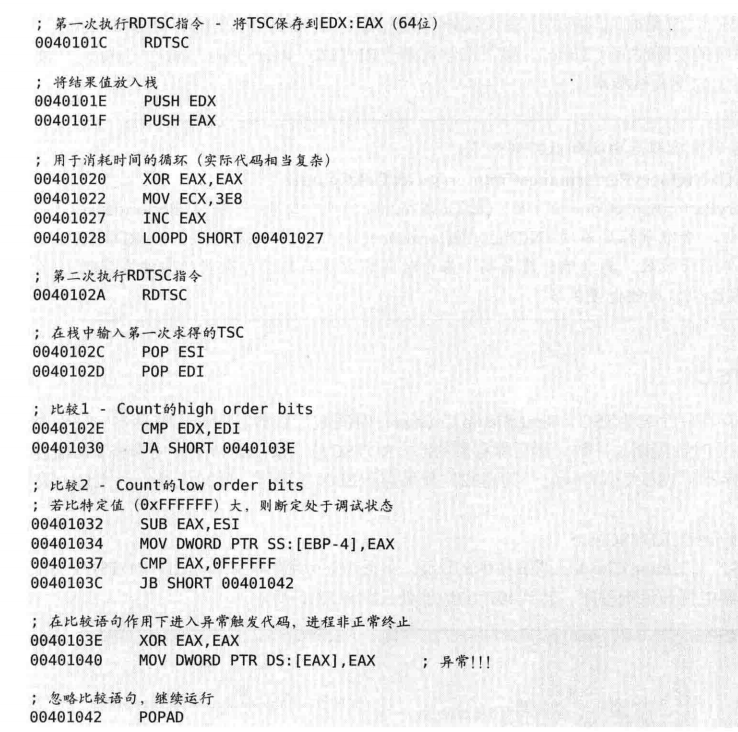 ; 第一次执行RDTSC指令 - 将TSC保存到EDX:EAX (64位)
0040101C RDTSC
; 将结果值放入栈
0040101E PUSH EDX
0040101F PUSH EAX
; 用于消耗时间的循环（实际代码相当复杂）
00401020 XOR EAX,EAX
00401022 MOV ECX,3E8
00401027 INC EAX
00401028 LOOPD SHORT 00401027
; 第二次执行RDTSC指令
0040102A RDTSC
; 在栈中输入第一次求得的TSC
0040102C POP ESI
0040102D POP EDI
; 比较1 - Count的high order bits
0040102E CMP EDX,EDI
00401030 JA SHORT 0040103E
; 比较2 - Count的low order bits
; 若比特定值 (0xFFFFFF) 大，则断定处于调试状态
00401032 SUB EAX,ESI
00401034 MOV DWORD PTR SS:[EBP-4],EAX
00401037 CMP EAX,0FFFFFF
0040103C JB SHORT 00401042
; 在比较语句作用下进入异常触发代码，进程非正常终止
0040103E XOR EAX,EAX
00401040 MOV DWORD PTR DS:[EAX],EAX ; 异常!!!
; 忽略比较语句，继续运行
00401042 POPAD